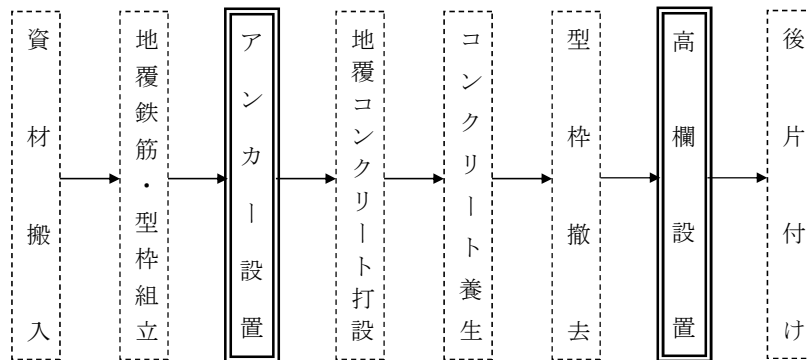 資材搬入
地覆鉄筋・型枠組立
アンカー設置
地覆コンクリート打設
コンクリート養生
型枠撤去
高欄設置
後片付け